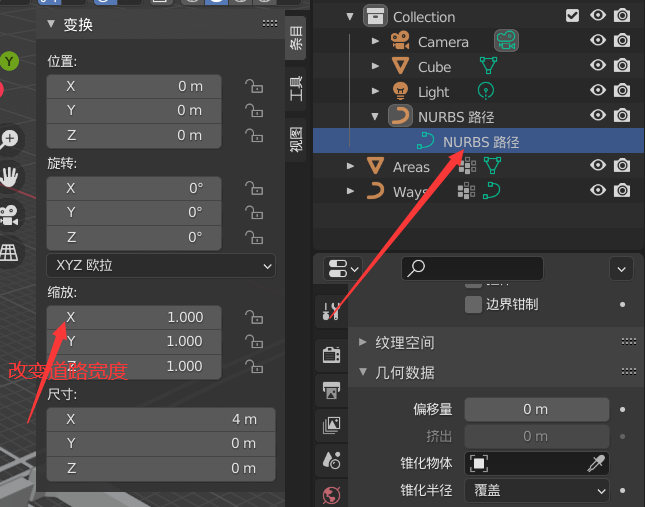 变换
条目
工具
视图
Y
位置:
X 0 m
Y 0 m
Z 0 m
旋转:
X 0°
Y 0°
Z 0°
XYZ 欧拉
缩放:
X 1.000
Y 1.000
Z 1.000
改变道路宽度
尺寸:
X 4 m
Y 0 m
Z 0 m
Collection
Camera
Cube
Light
NURBS 路径
NURBS 路径
Areas
Ways
边界钳制
纹理空间
几何数据
偏移量 0 m
挤出 0 m
锥化物体
锥化半径 覆盖